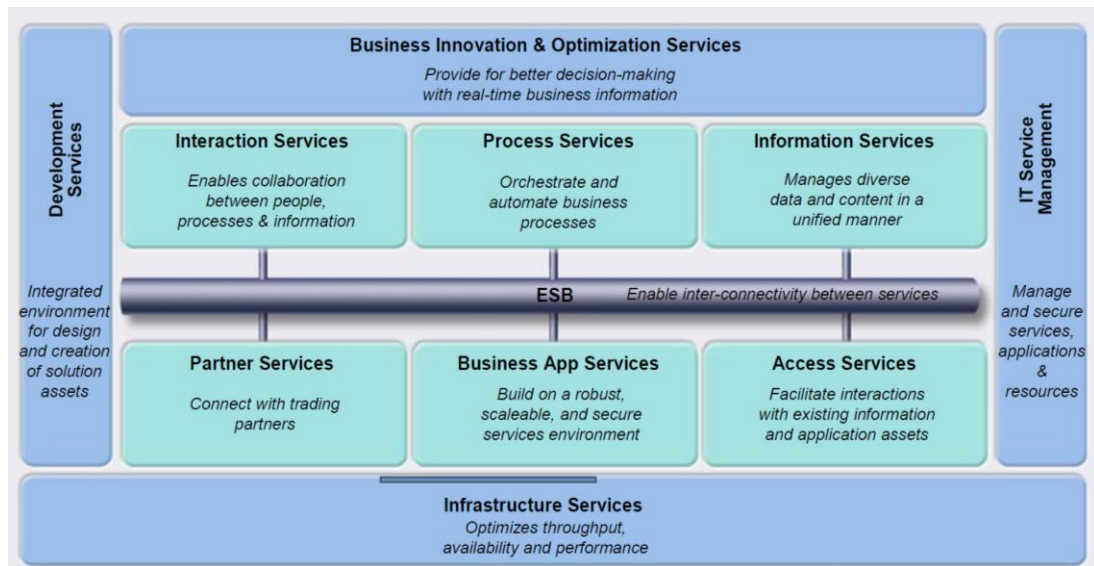 Business Innovation & Optimization Services
Provide for better decision-making
with real-time business information
Development
Services
Integrated
environment
for design
and creation
of solution
assets
Interaction Services
Enables collaboration
between people,
processes & information
Process Services
Orchestrate and
automate business
processes
Information Services
Manages diverse
data and content in a
unified manner
ESB Enable inter-connectivity between services
Partner Services
Connect with trading
partners
Business App Services
Build on a robust,
scaleable, and secure
services environment
Access Services
Facilitate interactions
with existing information
and application assets
IT Service
Management
Manage
and secure
services,
applications
&
resources
Infrastructure Services
Optimizes throughput,
availability and performance